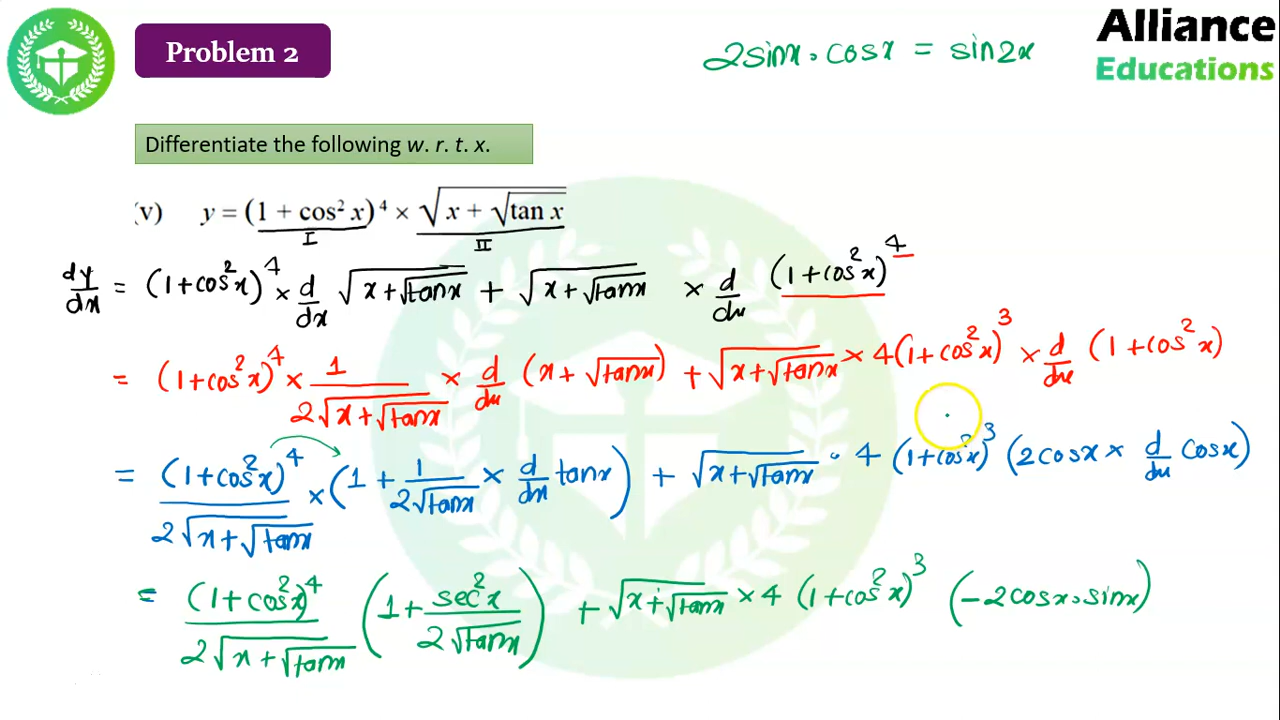 Problem 2
2sinx.cosx = sin2x
Alliance
Educations
Differentiate the following w. r. t. x.
(v) y = (1 + cos² x)⁴ × √(x + √(tan x))
I II
dy/dx = (1+cos²x)⁴ × d/dx √(x+√(tanx)) + √(x+√(tanx)) × d/dx (1+cos²x)⁴
= (1+cos²x)⁴ × 1/(2√(x+√(tanx))) × d/dx (x+√(tanx)) + √(x+√(tanx)) × 4(1+cos²x)³ × d/dx (1+cos²x)
= (1+cos²x)⁴/(2√(x+√(tanx))) × (1 + 1/(2√(tanx)) × d/dx tanx) + √(x+√(tanx)) . 4 (1+cos²x)³ (2cosx × d/dx cosx)
= (1+cos²x)⁴/(2√(x+√(tanx))) (1 + sec²x/(2√(tanx))) + √(x+√(tanx)) × 4 (1+cos²x)³ (-2cosx.sinx)